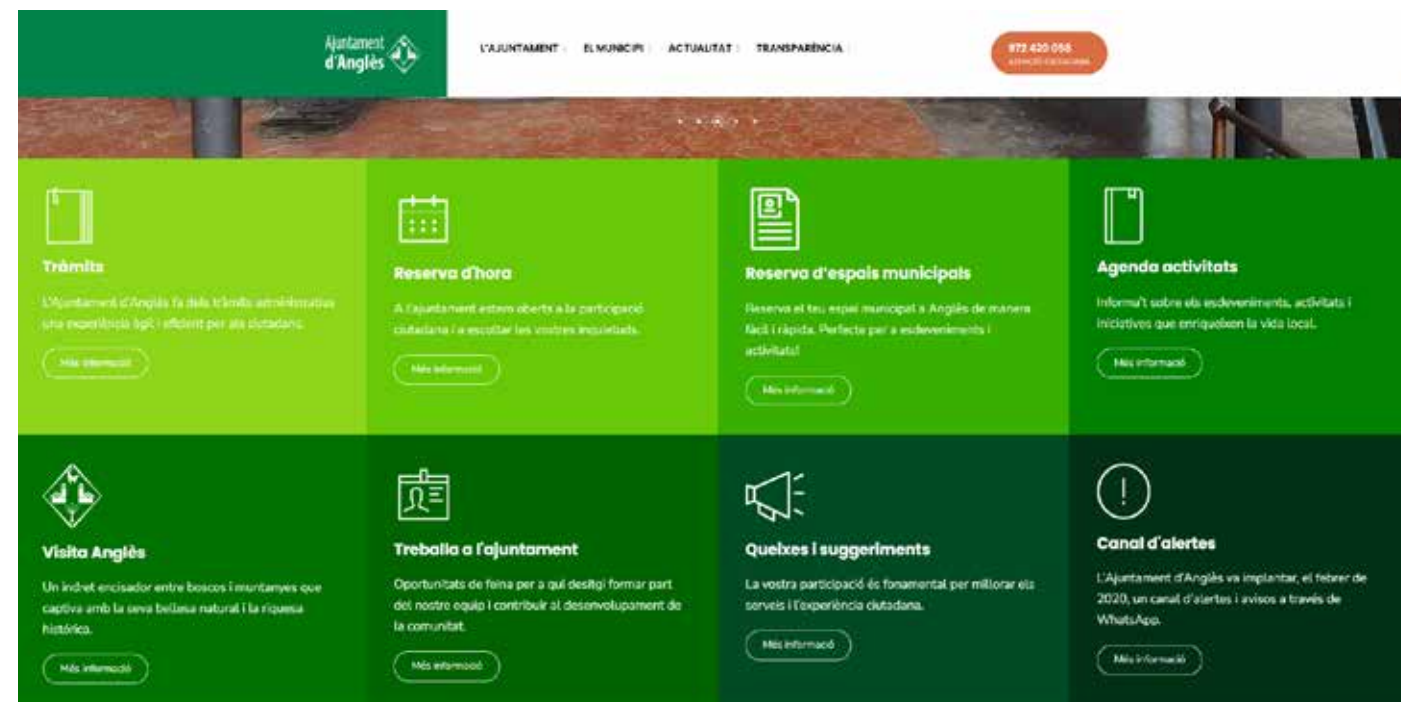 Ajuntament
d'Anglès
L'AJUNTAMENT
EL MUNICIPI
ACTUALITAT
TRANSPARÈNCIA
972 420 058
ATENCIÓ CIUTADANA
Tràmits
L'Ajuntament d'Anglès fa dels tràmits administratius
una experiència àgil i eficient per als ciutadans.
Més informació
Reserva d'hora
A l'ajuntament estem oberts a la participació
ciutadana i a escoltar les vostres inquietuds.
Més informació
Reserva d'espais municipals
Reserva el teu espai municipal a Anglès de manera
fàcil i ràpida. Perfecte per a esdeveniments i
activitats!
Més informació
Agenda activitats
Informa't sobre els esdeveniments, activitats i
iniciatives que enriqueixen la vida local.
Més informació
Visita Anglès
Un indret encisador entre boscos i muntanyes que
captiva amb la seva bellesa natural i la riquesa
històrica.
Més informació
Treballa a l'ajuntament
Oportunitats de feina per a qui desitgi formar part
del nostre equip i contribuir al desenvolupament de
la comunitat.
Més informació
Queixes i suggeriments
La vostra participació és fonamental per millorar els
serveis i l'experiència ciutadana.
Més informació
Canal d'alertes
L'Ajuntament d'Anglès va implantar, el febrer de
2020, un canal d'alertes i avisos a través de
WhatsApp.
Més informació